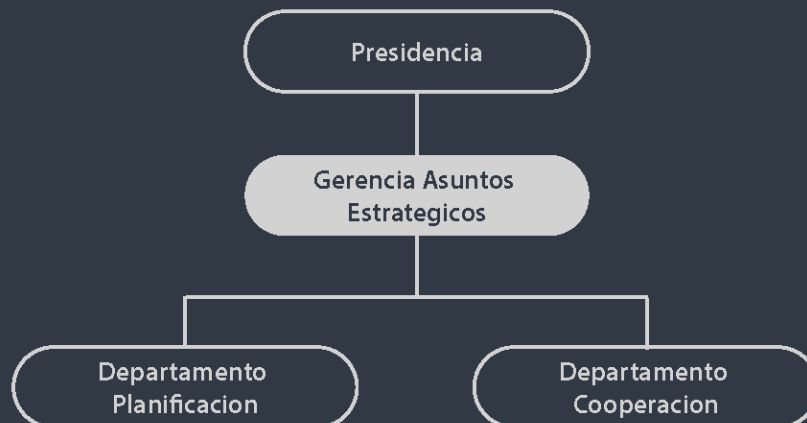 Presidencia
Gerencia Asuntos
Estrategicos
Departamento
Planificacion
Departamento
Cooperacion